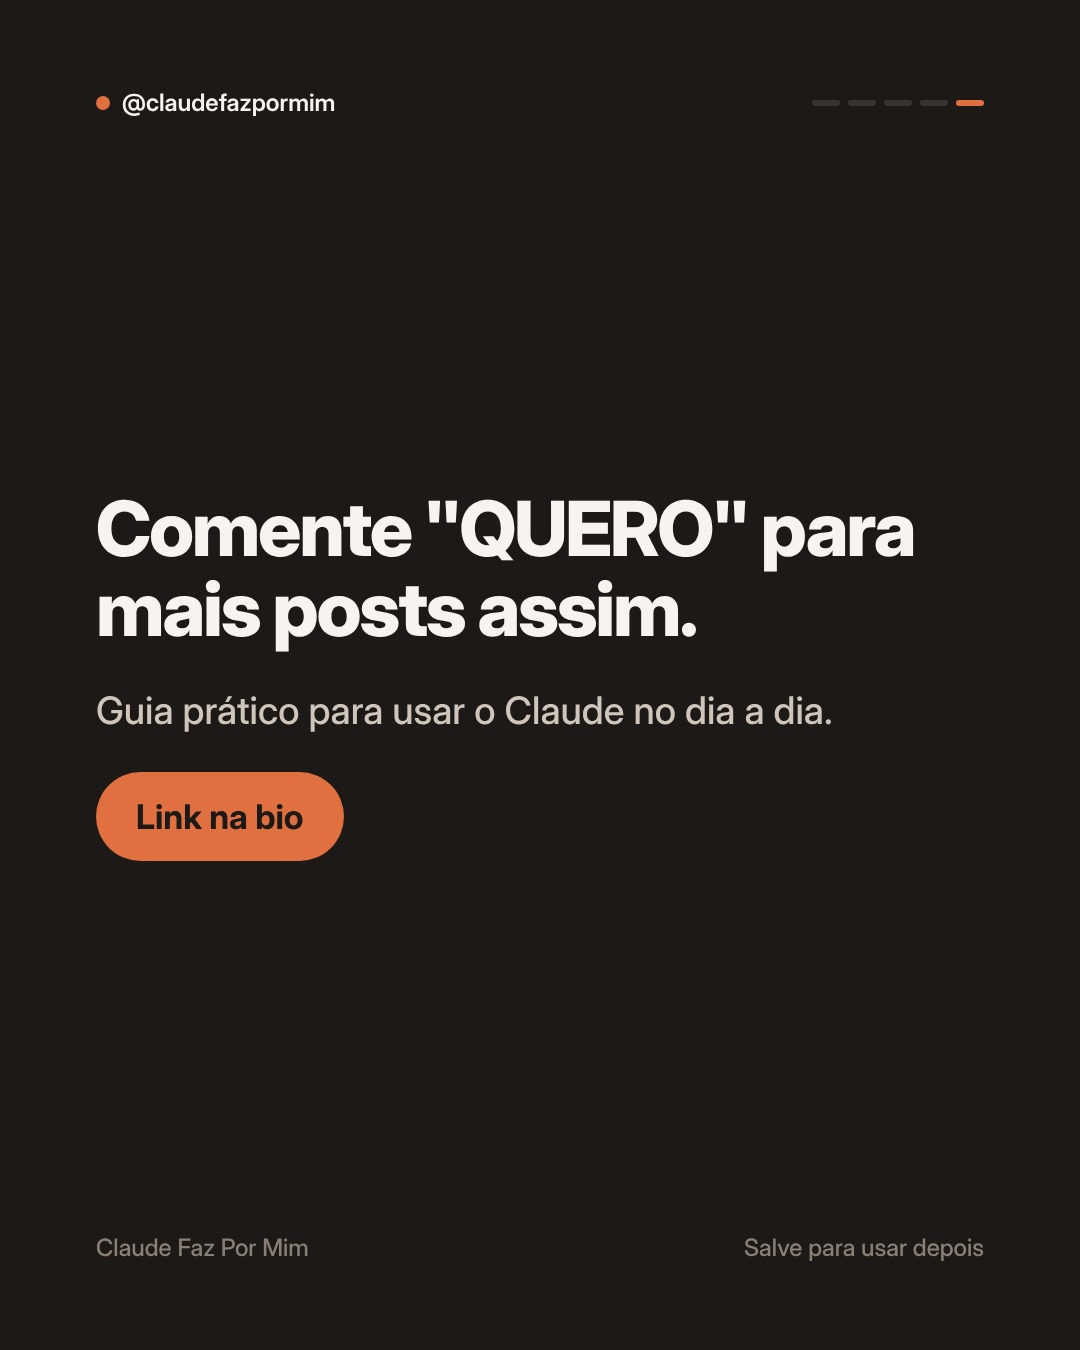 @claudefazpormim
Comente "QUERO" para
mais posts assim.
Guia prático para usar o Claude no dia a dia.
Link na bio
Claude Faz Por Mim
Salve para usar depois